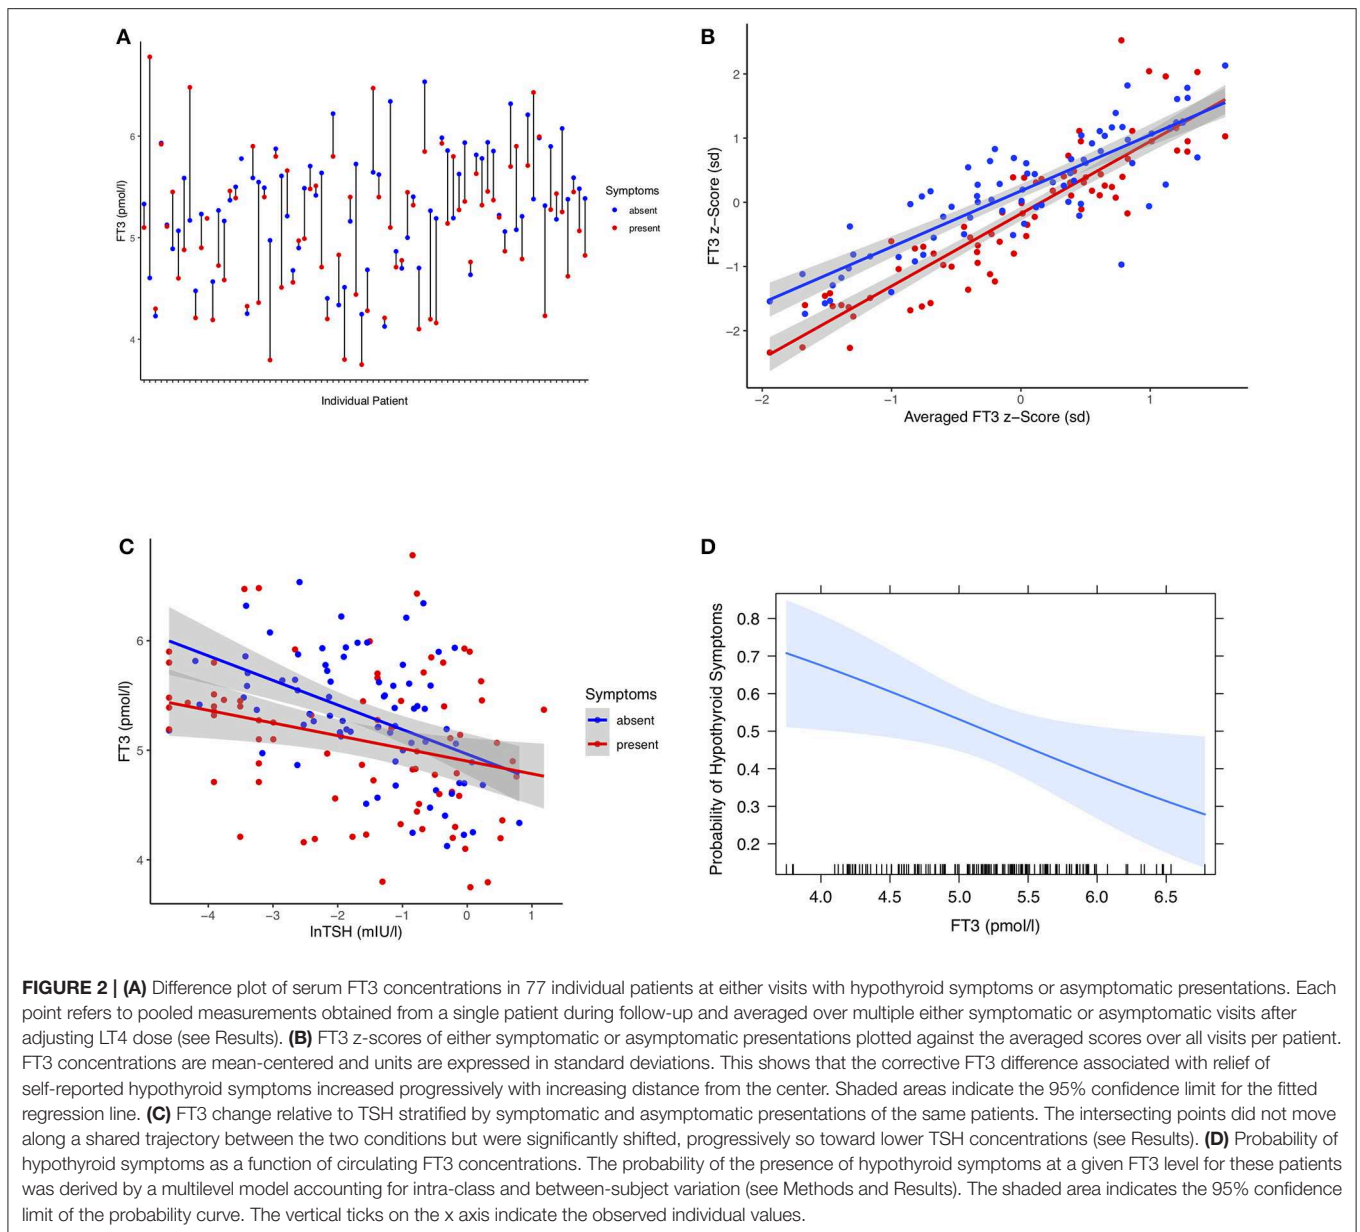 A
FT3 (pmol/l)
6
5
4
Individual Patient
Symptoms
absent
present
B
FT3 z−Score (sd)
2
1
0
−1
−2
−2 −1 0 1
Averaged FT3 z−Score (sd)
C
FT3 (pmol/l)
6
5
4
−4 −3 −2 −1 0 1
lnTSH (mIU/l)
Symptoms
absent
present
D
Probability of Hypothyroid Symptoms
0.8
0.7
0.6
0.5
0.4
0.3
0.2
4.0 4.5 5.0 5.5 6.0 6.5
FT3 (pmol/l)
FIGURE 2 | (A) Difference plot of serum FT3 concentrations in 77 individual patients at either visits with hypothyroid symptoms or asymptomatic presentations. Each
point refers to pooled measurements obtained from a single patient during follow-up and averaged over multiple either symptomatic or asymptomatic visits after
adjusting LT4 dose (see Results). (B) FT3 z-scores of either symptomatic or asymptomatic presentations plotted against the averaged scores over all visits per patient.
FT3 concentrations are mean-centered and units are expressed in standard deviations. This shows that the corrective FT3 difference associated with relief of
self-reported hypothyroid symptoms increased progressively with increasing distance from the center. Shaded areas indicate the 95% confidence limit for the fitted
regression line. (C) FT3 change relative to TSH stratified by symptomatic and asymptomatic presentations of the same patients. The intersecting points did not move
along a shared trajectory between the two conditions but were significantly shifted, progressively so toward lower TSH concentrations (see Results). (D) Probability of
hypothyroid symptoms as a function of circulating FT3 concentrations. The probability of the presence of hypothyroid symptoms at a given FT3 level for these patients
was derived by a multilevel model accounting for intra-class and between-subject variation (see Methods and Results). The shaded area indicates the 95% confidence
limit of the probability curve. The vertical ticks on the x axis indicate the observed individual values.